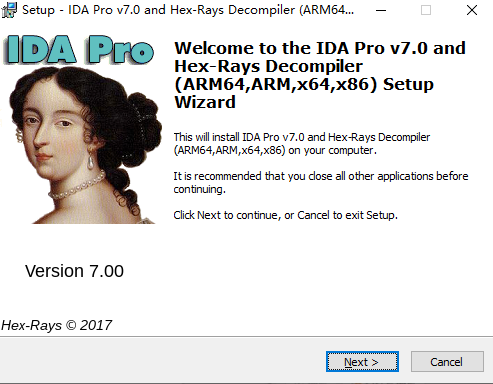 Setup - IDA Pro v7.0 and Hex-Rays Decompiler (ARM64...
IDA Pro
Welcome to the IDA Pro v7.0 and
Hex-Rays Decompiler
(ARM64,ARM,x64,x86) Setup
Wizard
This will install IDA Pro v7.0 and Hex-Rays Decompiler
(ARM64,ARM,x64,x86) on your computer.
It is recommended that you close all other applications before
continuing.
Click Next to continue, or Cancel to exit Setup.
Version 7.00
Hex-Rays © 2017
Next >
Cancel